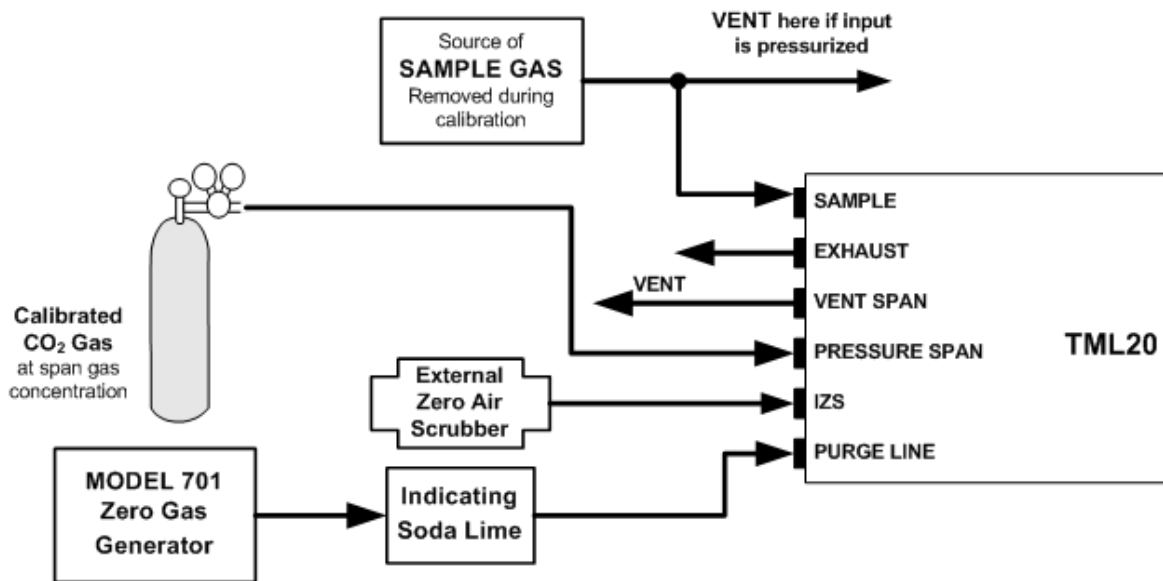 Source of
SAMPLE GAS
Removed during
calibration
VENT here if input
is pressurized
SAMPLE
EXHAUST
VENT
VENT SPAN
PRESSURE SPAN
IZS
PURGE LINE
TML20
Calibrated
CO₂ Gas
at span gas
concentration
External
Zero Air
Scrubber
MODEL 701
Zero Gas
Generator
Indicating
Soda Lime